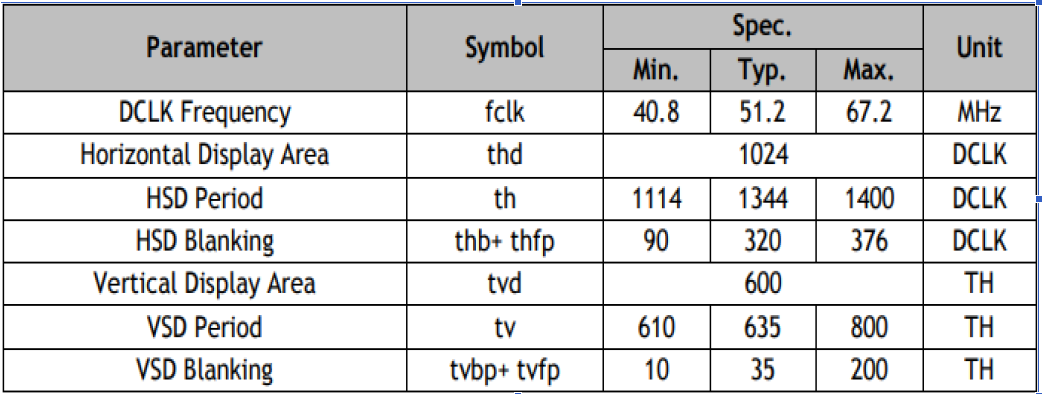 Parameter Symbol Spec. Unit
Min. Typ. Max.
DCLK Frequency fclk 40.8 51.2 67.2 MHz
Horizontal Display Area thd 1024 DCLK
HSD Period th 1114 1344 1400 DCLK
HSD Blanking thb+ thfp 90 320 376 DCLK
Vertical Display Area tvd 600 TH
VSD Period tv 610 635 800 TH
VSD Blanking tvbp+ tvfp 10 35 200 TH